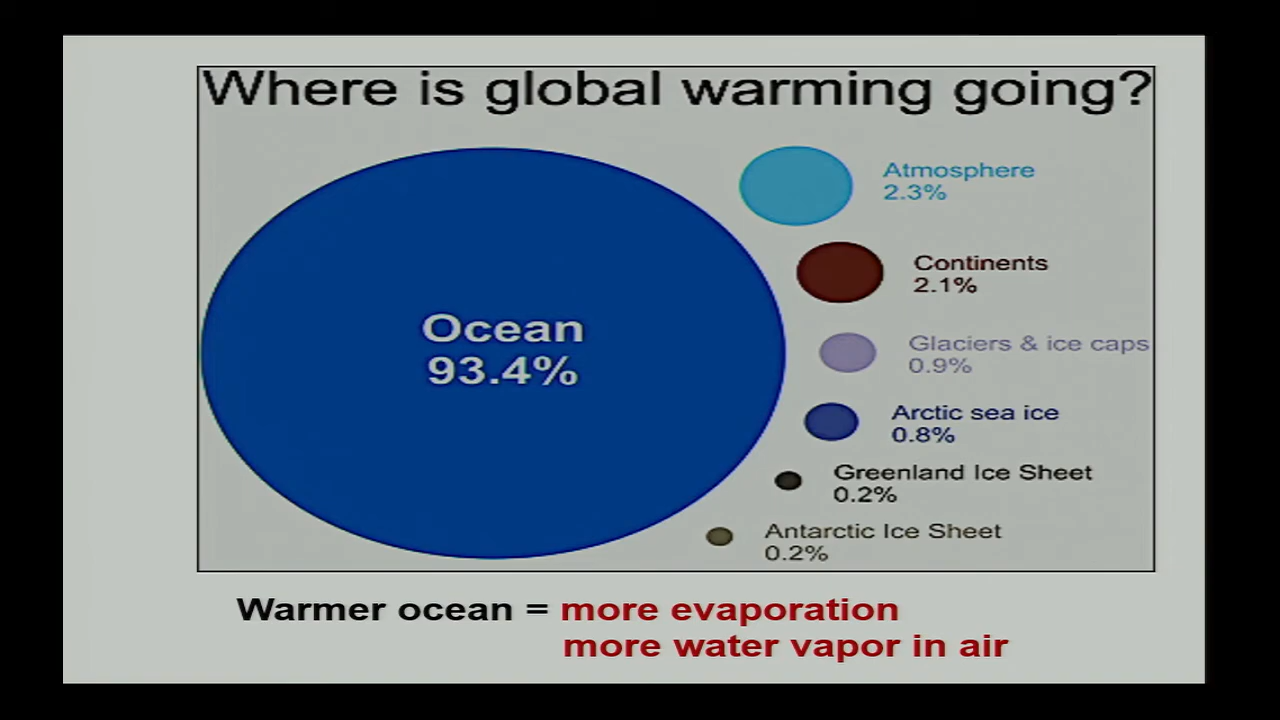 Where is global warming going?
Ocean
93.4%
Atmosphere
2.3%
Continents
2.1%
Glaciers & ice caps
0.9%
Arctic sea ice
0.8%
Greenland Ice Sheet
0.2%
Antarctic Ice Sheet
0.2%
Warmer ocean = more evaporation
more water vapor in air